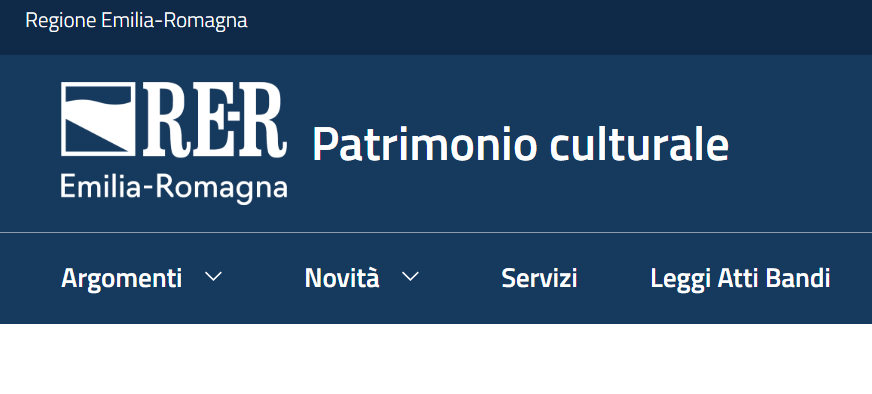 Regione Emilia-Romagna
RE-R
Emilia-Romagna
Patrimonio culturale
Argomenti Novità Servizi Leggi Atti Bandi